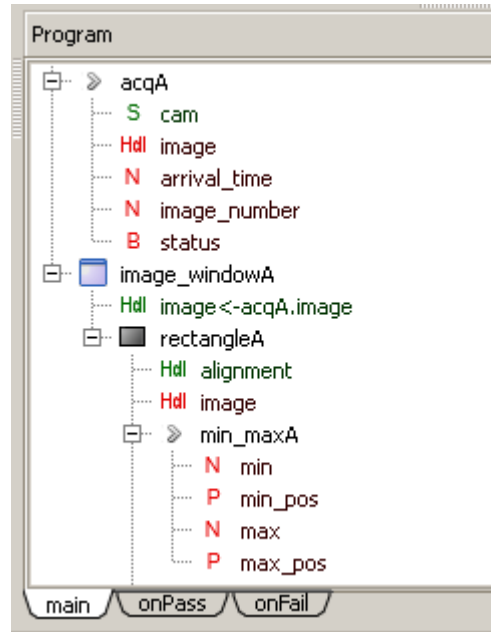 Program
acqA
S cam
Hdl image
N arrival_time
N image_number
B status
image_windowA
Hdl image<-acqA.image
rectangleA
Hdl alignment
Hdl image
min_maxA
N min
P min_pos
N max
P max_pos
main onPass onFail